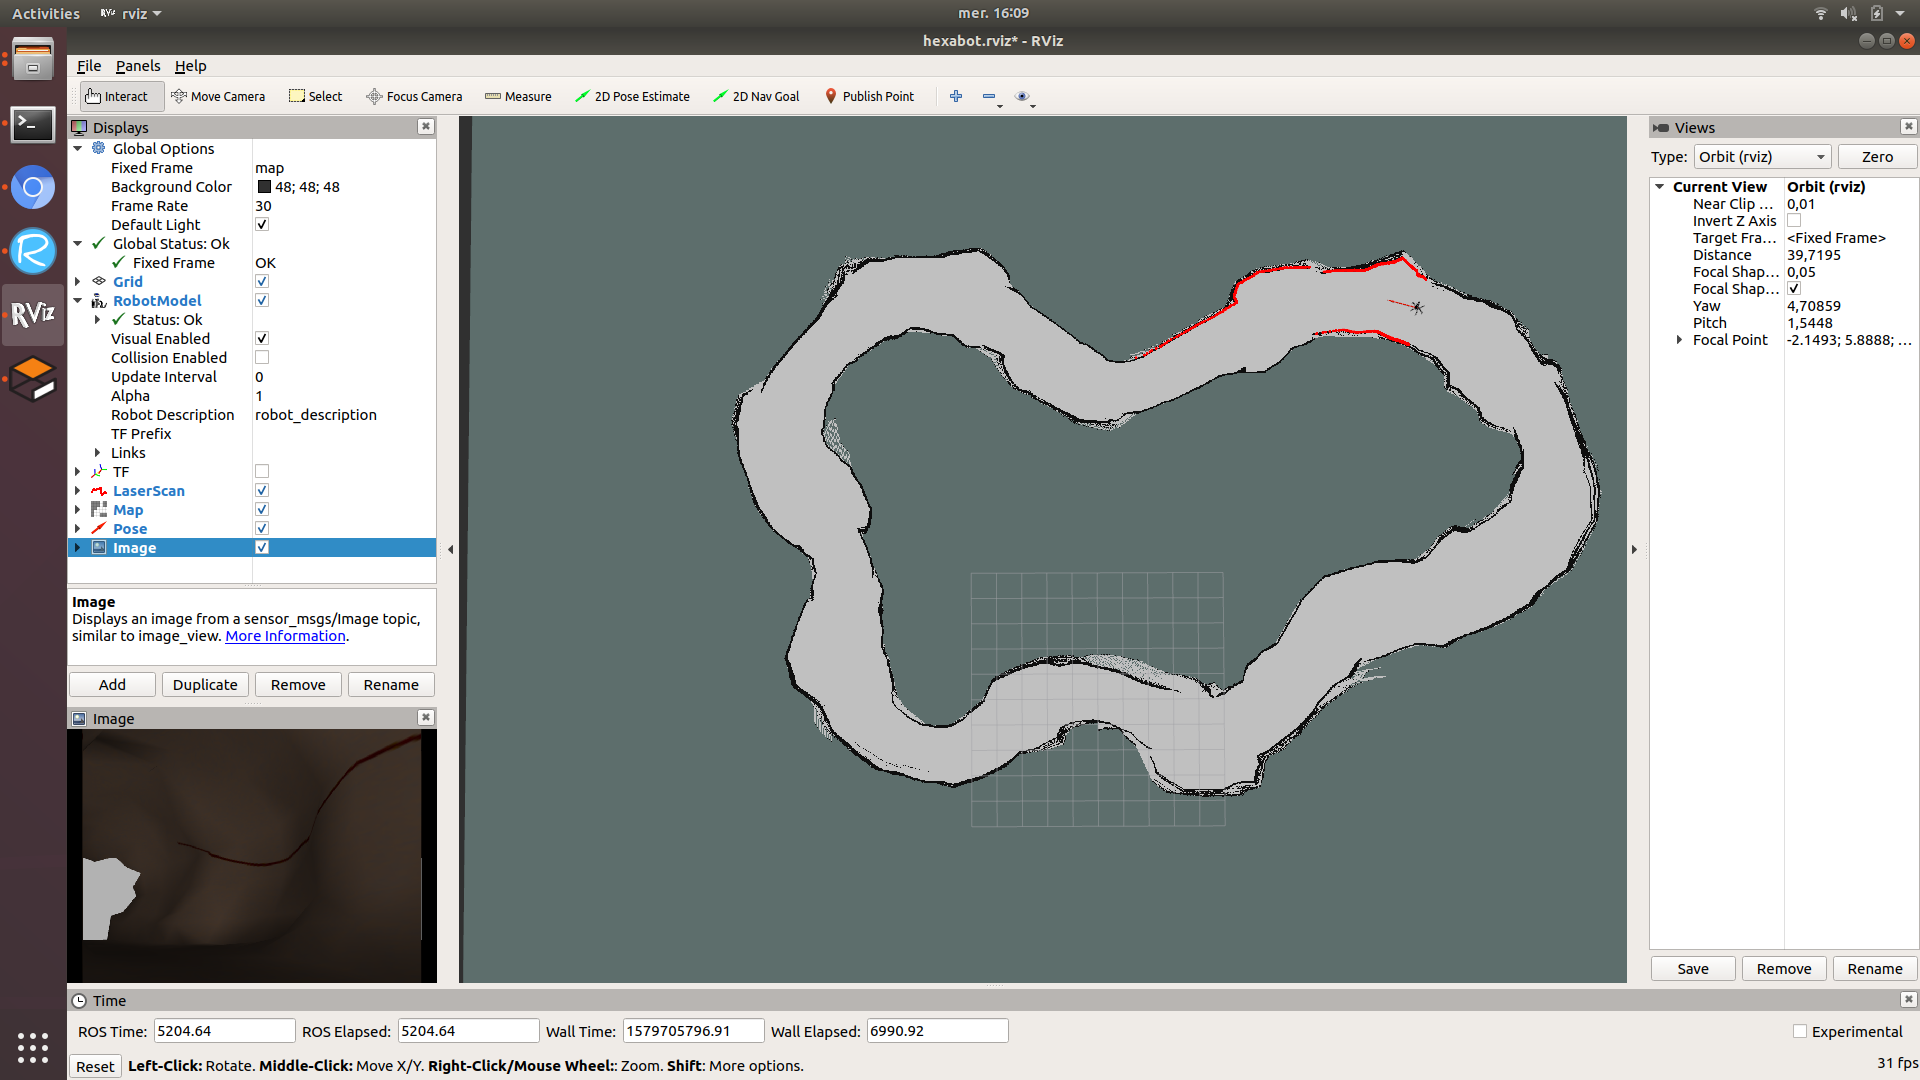 Activities
RViz rviz
mer. 16:09
hexabot.rviz* - RViz
File Panels Help
Interact Move Camera Select Focus Camera Measure 2D Pose Estimate 2D Nav Goal Publish Point
Displays
Global Options
Fixed Frame map
Background Color 48; 48; 48
Frame Rate 30
Default Light
Global Status: Ok
Fixed Frame OK
Grid
RobotModel
Status: Ok
Visual Enabled
Collision Enabled
Update Interval 0
Alpha 1
Robot Description robot_description
TF Prefix
Links
TF
LaserScan
Map
Pose
Image
Image
Displays an image from a sensor_msgs/Image topic,
similar to image_view. More Information.
Add Duplicate Remove Rename
Image
RViz
Views
Type: Orbit (rviz) Zero
Current View Orbit (rviz)
Near Clip … 0,01
Invert Z Axis
Target Fra… <Fixed Frame>
Distance 39,7195
Focal Shap… 0,05
Focal Shap…
Yaw 4,70859
Pitch 1,5448
Focal Point -2.1493; 5.8888; …
Save Remove Rename
Time
ROS Time: 5204.64 ROS Elapsed: 5204.64 Wall Time: 1579705796.91 Wall Elapsed: 6990.92 Experimental
Reset Left-Click: Rotate. Middle-Click: Move X/Y. Right-Click/Mouse Wheel:: Zoom. Shift: More options. 31 fps